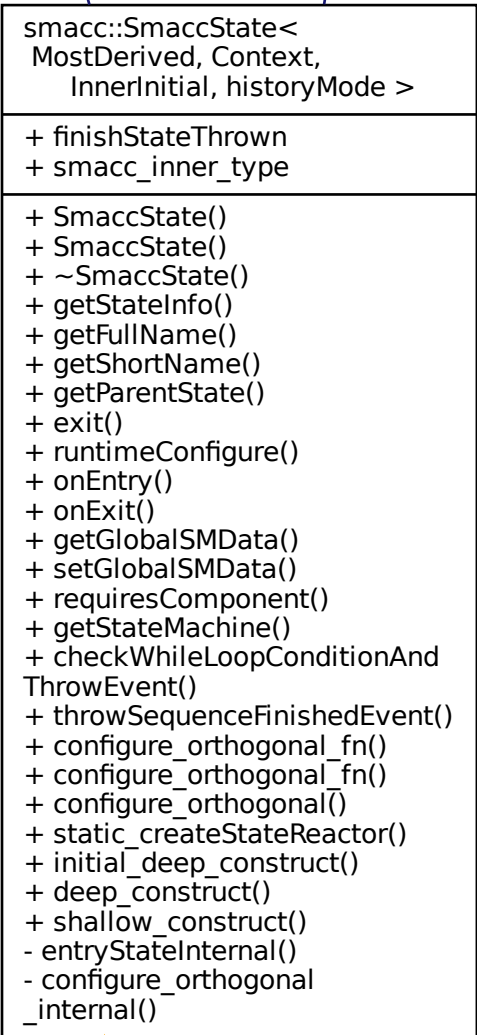 smacc::SmaccState<
MostDerived, Context,
InnerInitial, historyMode >
+ finishStateThrown
+ smacc_inner_type
+ SmaccState()
+ SmaccState()
+ ~SmaccState()
+ getStateInfo()
+ getFullName()
+ getShortName()
+ getParentState()
+ exit()
+ runtimeConfigure()
+ onEntry()
+ onExit()
+ getGlobalSMData()
+ setGlobalSMData()
+ requiresComponent()
+ getStateMachine()
+ checkWhileLoopConditionAnd
ThrowEvent()
+ throwSequenceFinishedEvent()
+ configure_orthogonal_fn()
+ configure_orthogonal_fn()
+ configure_orthogonal()
+ static_createStateReactor()
+ initial_deep_construct()
+ deep_construct()
+ shallow_construct()
- entryStateInternal()
- configure_orthogonal
_internal()